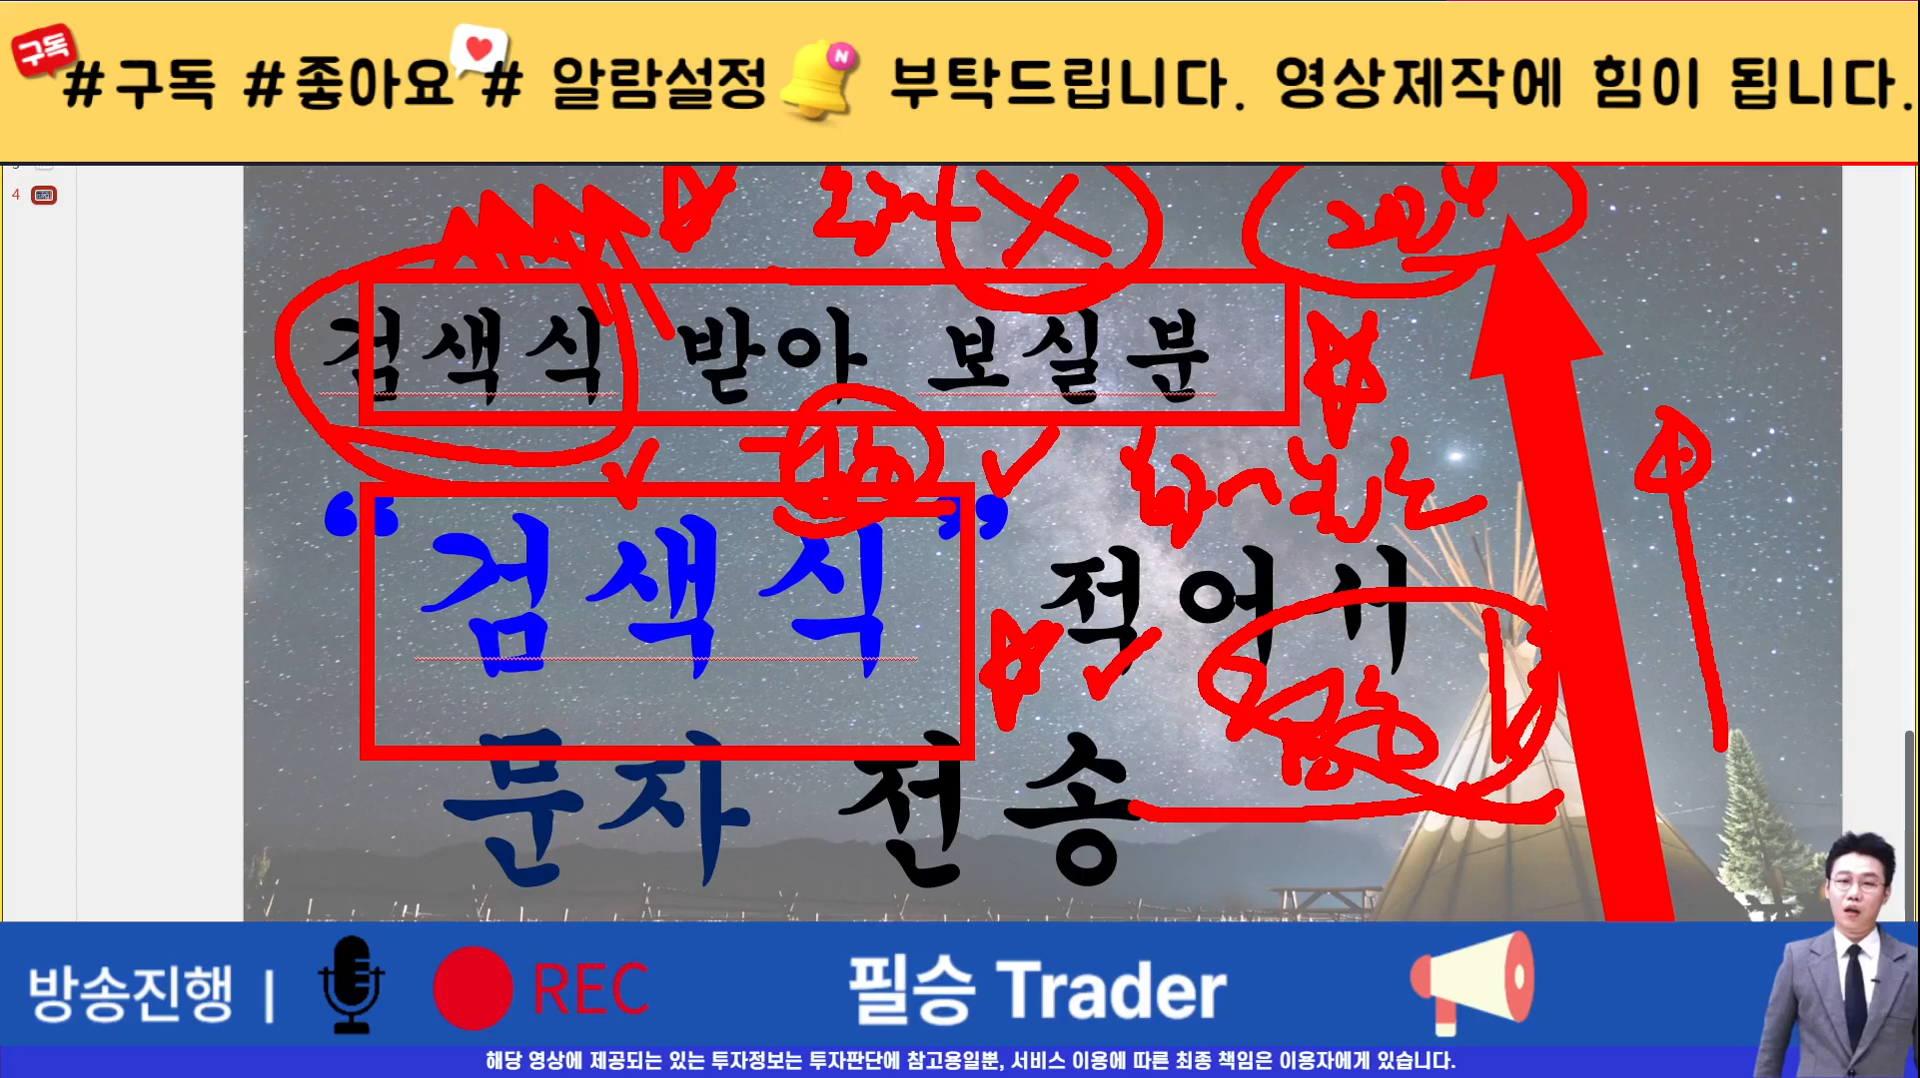 구독
#구독 #좋아요 # 알람설정 N 부탁드립니다. 영상제작에 힘이 됩니다.
4
검색식 받아 보실분
“검색식” 적어서
문자 전송
방송진행 | REC 필승 Trader
해당 영상에 제공되는 있는 투자정보는 투자판단에 참고용일뿐, 서비스 이용에 따른 최종 책임은 이용자에게 있습니다.